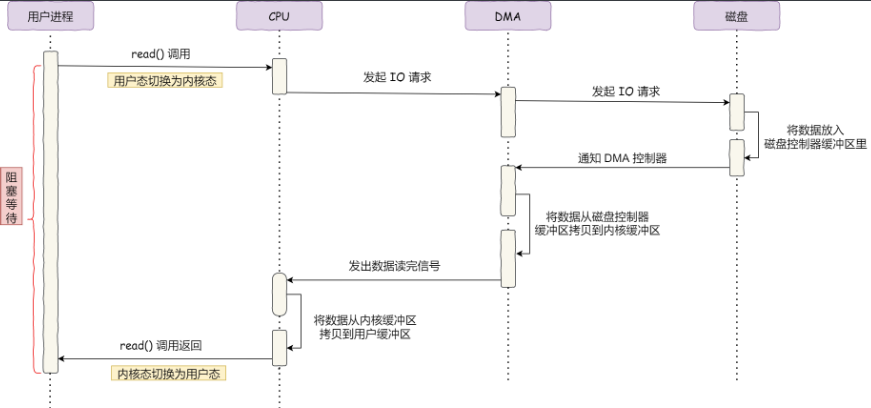 用户进程
CPU
DMA
磁盘
read() 调用
用户态切换为内核态
发起 IO 请求
发起 IO 请求
将数据放入
磁盘控制器缓冲区里
通知 DMA 控制器
阻塞等待
将数据从磁盘控制器
缓冲区拷贝到内核缓冲区
发出数据读完信号
将数据从内核缓冲区
拷贝到用户缓冲区
read() 调用返回
内核态切换为用户态